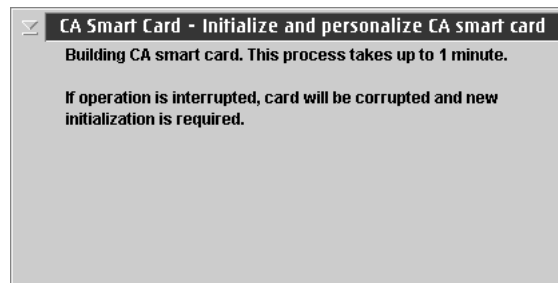 CA Smart Card - Initialize and personalize CA smart card
Building CA smart card. This process takes up to 1 minute.
If operation is interrupted, card will be corrupted and new
initialization is required.